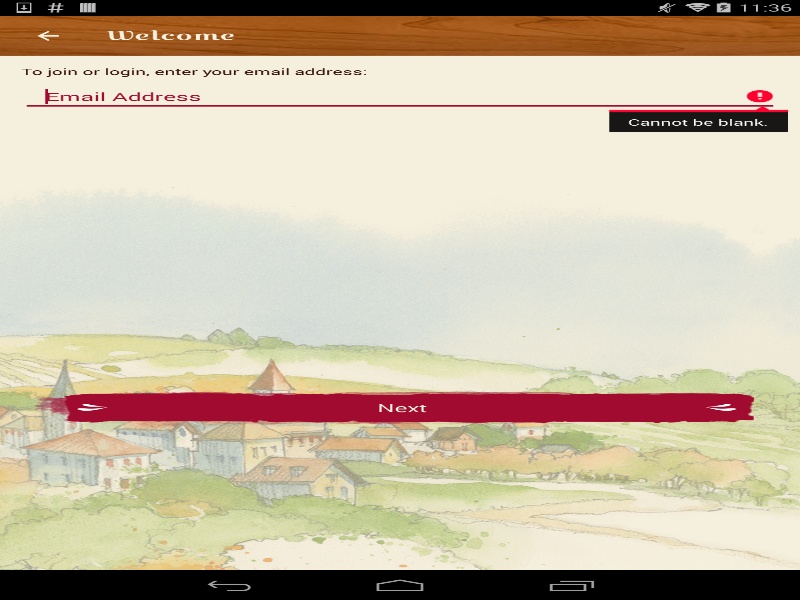 11:36
Welcome
To join or login, enter your email address:
Email Address
Cannot be blank.
Next